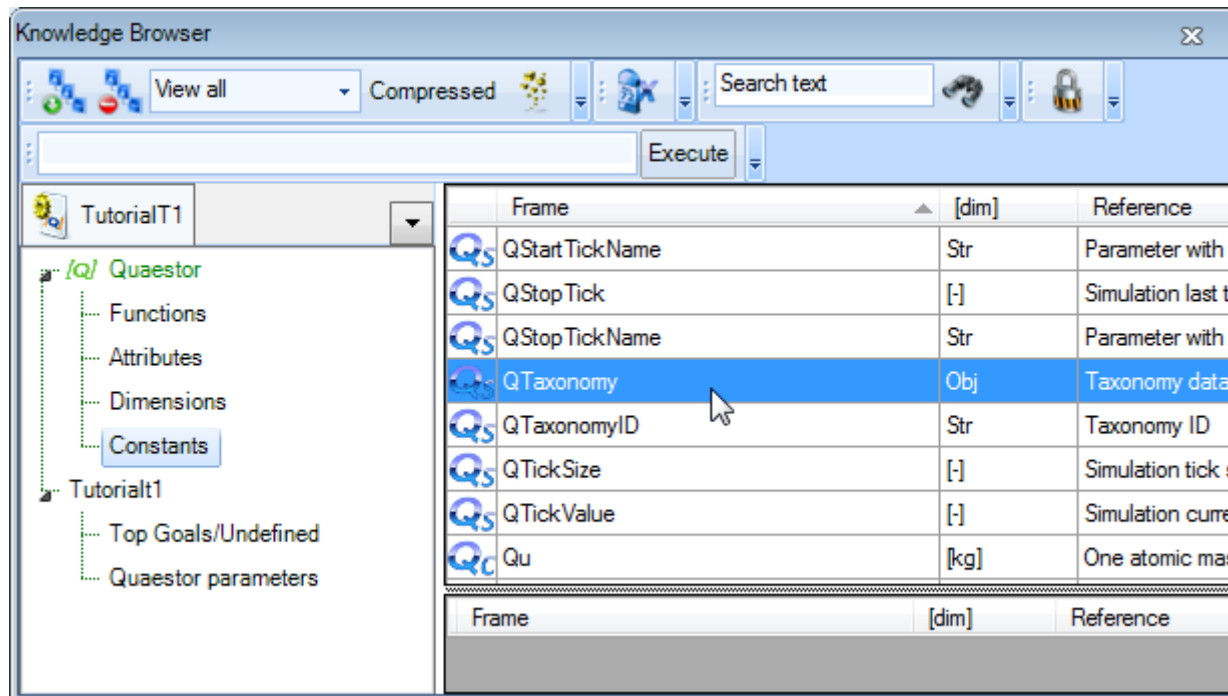 Knowledge Browser
View all Compressed Search text
Execute
TutorialT1
[Q] Quaestor
Functions
Attributes
Dimensions
Constants
Tutorialt1
Top Goals/Undefined
Quaestor parameters
Frame [dim] Reference
QStartTickName Str Parameter with
QStopTick [-] Simulation last t
QStopTickName Str Parameter with
QTaxonomy Obj Taxonomy data
QTaxonomyID Str Taxonomy ID
QTickSize [-] Simulation tick s
QTickValue [-] Simulation curre
Qu [kg] One atomic mas
Frame [dim] Reference